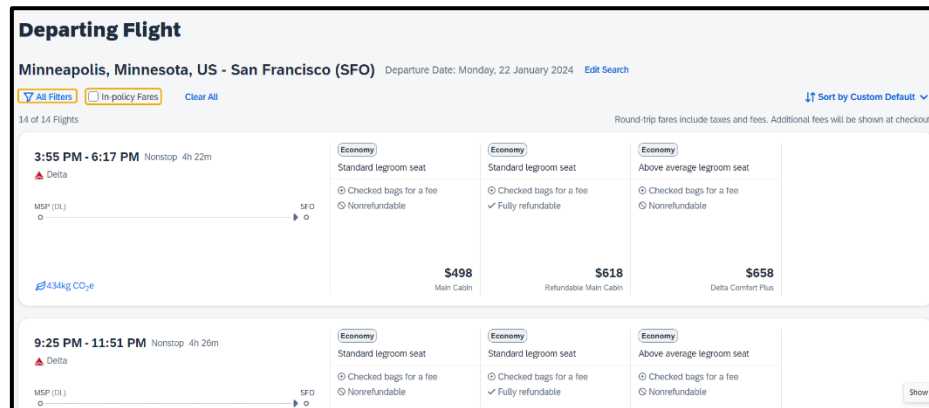 Departing Flight
Minneapolis, Minnesota, US - San Francisco (SFO) Departure Date: Monday, 22 January 2024 Edit Search
All Filters In-policy Fares Clear All Sort by Custom Default
14 of 14 Flights Round-trip fares include taxes and fees. Additional fees will be shown at checkout
3:55 PM - 6:17 PM Nonstop 4h 22m
Delta
MSP (DL) SFO
434kg CO₂e
Economy
Standard legroom seat
Checked bags for a fee
Nonrefundable
$498
Main Cabin
Economy
Standard legroom seat
Checked bags for a fee
Fully refundable
$618
Refundable Main Cabin
Economy
Above average legroom seat
Checked bags for a fee
Nonrefundable
$658
Delta Comfort Plus
9:25 PM - 11:51 PM Nonstop 4h 26m
Delta
MSP (DL) SFO
Economy
Standard legroom seat
Checked bags for a fee
Nonrefundable
Economy
Standard legroom seat
Checked bags for a fee
Fully refundable
Economy
Above average legroom seat
Checked bags for a fee
Nonrefundable
Show